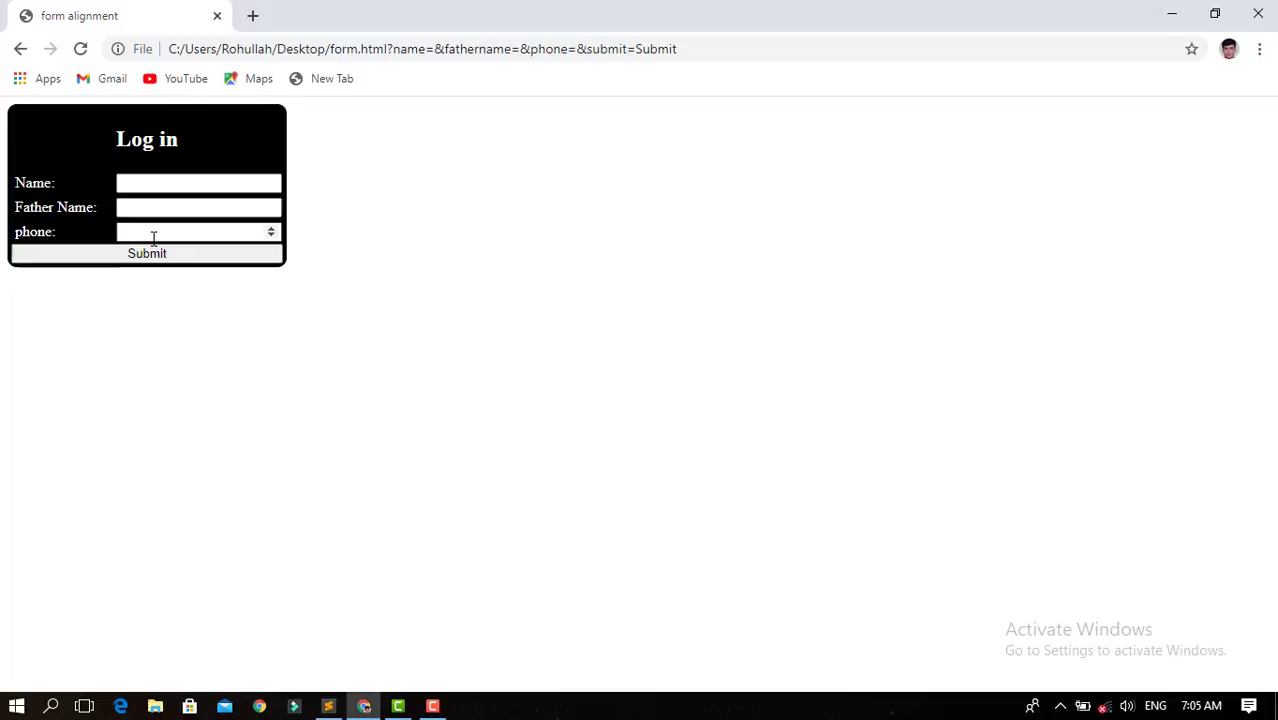 form alignment
File C:/Users/Rohullah/Desktop/form.html?name=&fathername=&phone=&submit=Submit
Apps Gmail YouTube Maps New Tab
Log in
Name:
Father Name:
phone:
Submit
Activate Windows
Go to Settings to activate Windows.
ENG 7:05 AM